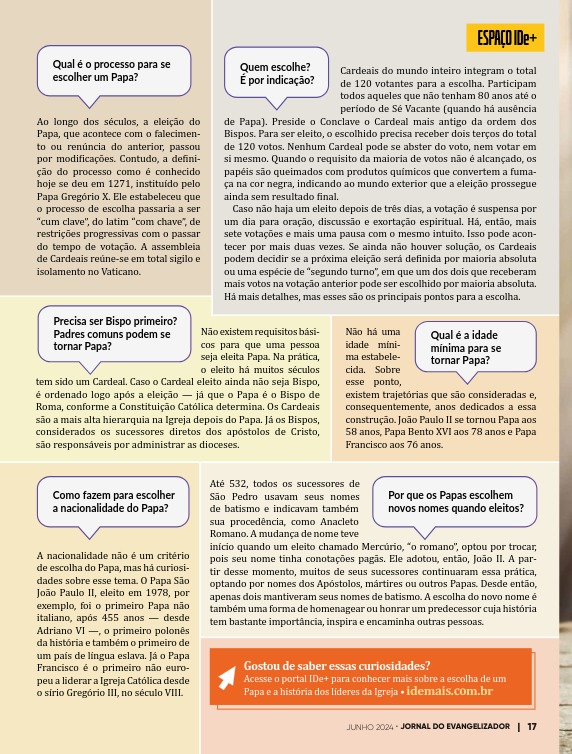 ESPAÇO IDe+
Qual é o processo para se
escolher um Papa?
Ao longo dos séculos, a eleição do
Papa, que acontece com o falecimen-
to ou renúncia do anterior, passou
por modificações. Contudo, a defini-
ção do processo como é conhecido
hoje se deu em 1271, instituído pelo
Papa Gregório X. Ele estabeleceu que
o processo de escolha passaria a ser
“cum clave”, do latim “com chave”, de
restrições progressivas com o passar
do tempo de votação. A assembleia
de Cardeais reúne-se em total sigilo e
isolamento no Vaticano.
Quem escolhe?
É por indicação?
Cardeais do mundo inteiro integram o total
de 120 votantes para a escolha. Participam
todos aqueles que não tenham 80 anos até o
período de Sé Vacante (quando há ausência
de Papa). Preside o Conclave o Cardeal mais antigo da ordem dos
Bispos. Para ser eleito, o escolhido precisa receber dois terços do total
de 120 votos. Nenhum Cardeal pode se abster do voto, nem votar em
si mesmo. Quando o requisito da maioria de votos não é alcançado, os
papéis são queimados com produtos químicos que convertem a fuma-
ça na cor negra, indicando ao mundo exterior que a eleição prossegue
ainda sem resultado final.
Caso não haja um eleito depois de três dias, a votação é suspensa por
um dia para oração, discussão e exortação espiritual. Há, então, mais
sete votações e mais uma pausa com o mesmo intuito. Isso pode acon-
tecer por mais duas vezes. Se ainda não houver solução, os Cardeais
podem decidir se a próxima eleição será definida por maioria absoluta
ou uma espécie de “segundo turno”, em que um dos dois que receberam
mais votos na votação anterior pode ser escolhido por maioria absoluta.
Há mais detalhes, mas esses são os principais pontos para a escolha.
Precisa ser Bispo primeiro?
Padres comuns podem se
tornar Papa?
Não existem requisitos bási-
cos para que uma pessoa
seja eleita Papa. Na prática,
o eleito há muitos séculos
tem sido um Cardeal. Caso o Cardeal eleito ainda não seja Bispo,
é ordenado logo após a eleição — já que o Papa é o Bispo de
Roma, conforme a Constituição Católica determina. Os Cardeais
são a mais alta hierarquia na Igreja depois do Papa. Já os Bispos,
considerados os sucessores diretos dos apóstolos de Cristo,
são responsáveis por administrar as dioceses.
Qual é a idade
mínima para se
tornar Papa?
Não há uma
idade míni-
ma estabele-
cida. Sobre
esse ponto,
existem trajetórias que são consideradas e,
consequentemente, anos dedicados a essa
construção. João Paulo II se tornou Papa aos
58 anos, Papa Bento XVI aos 78 anos e Papa
Francisco aos 76 anos.
Como fazem para escolher
a nacionalidade do Papa?
A nacionalidade não é um critério
de escolha do Papa, mas há curiosi-
dades sobre esse tema. O Papa São
João Paulo II, eleito em 1978, por
exemplo, foi o primeiro Papa não
italiano, após 455 anos — desde
Adriano VI —, o primeiro polonês
da história e também o primeiro de
um país de língua eslava. Já o Papa
Francisco é o primeiro não euro-
peu a liderar a Igreja Católica desde
o sírio Gregório III, no século VIII.
Por que os Papas escolhem
novos nomes quando eleitos?
Até 532, todos os sucessores de
São Pedro usavam seus nomes
de batismo e indicavam também
sua procedência, como Anacleto
Romano. A mudança de nome teve
início quando um eleito chamado Mercúrio, “o romano”, optou por trocar,
pois seu nome tinha conotações pagãs. Ele adotou, então, João II. A par-
tir desse momento, muitos de seus sucessores continuaram essa prática,
optando por nomes dos Apóstolos, mártires ou outros Papas. Desde então,
apenas dois mantiveram seus nomes de batismo. A escolha do novo nome é
também uma forma de homenagear ou honrar um predecessor cuja história
tem bastante importância, inspira e encaminha outras pessoas.
Gostou de saber essas curiosidades?
Acesse o portal IDe+ para conhecer mais sobre a escolha de um
Papa e a história dos líderes da Igreja • idemais.com.br
JUNHO 2024 • JORNAL DO EVANGELIZADOR | 17